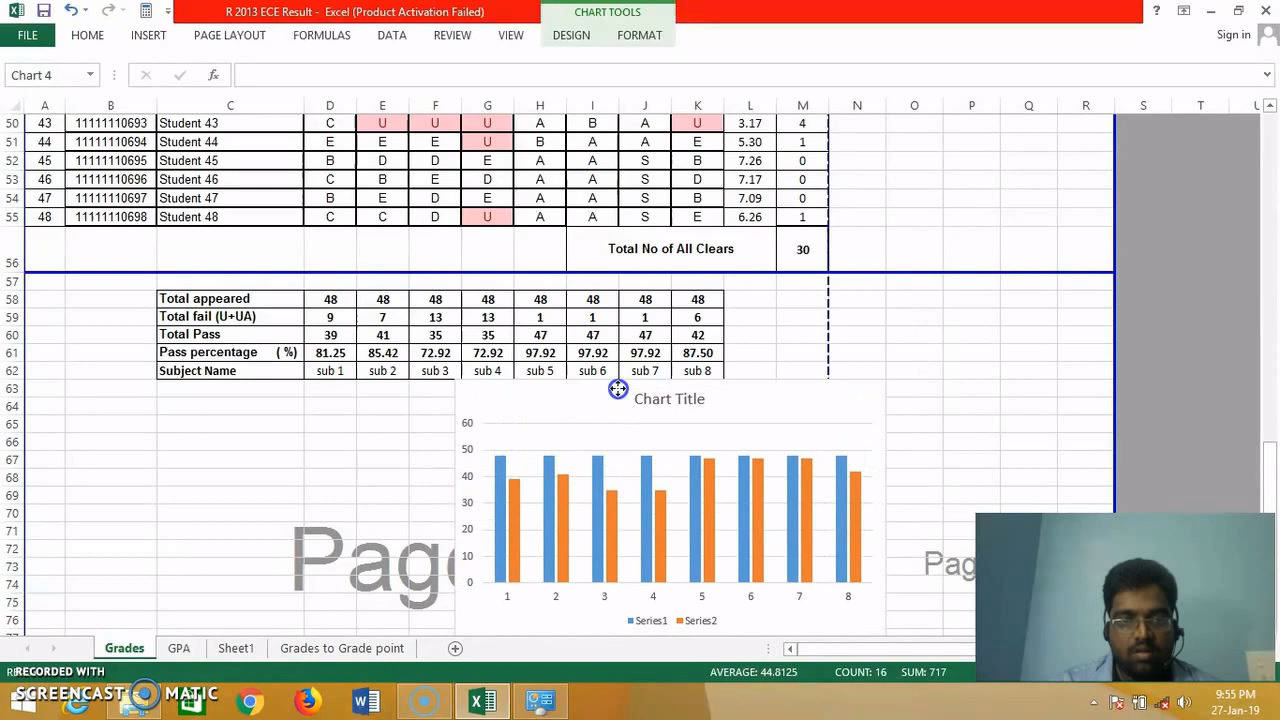 R 2013 ECE Result - Excel (Product Activation Failed)
CHART TOOLS
?
FILE HOME INSERT PAGE LAYOUT FORMULAS DATA REVIEW VIEW DESIGN FORMAT Sign in
Chart 4 fx
A B C D E F G H I J K L M N O P Q R S T U
50 43 11111110693 Student 43 C U U U A B A U 3.17 4
51 44 11111110694 Student 44 E E E U B A A E 5.30 1
52 45 11111110695 Student 45 B D D E A A S B 7.26 0
53 46 11111110696 Student 46 C B E D A A S D 7.17 0
54 47 11111110697 Student 47 B E D E A A S B 7.09 0
55 48 11111110698 Student 48 C C D U A A S E 6.26 1
56 Total No of All Clears 30
57
58 Total appeared 48 48 48 48 48 48 48 48
59 Total fail (U+UA) 9 7 13 13 1 1 1 6
60 Total Pass 39 41 35 35 47 47 47 42
61 Pass percentage ( %) 81.25 85.42 72.92 72.92 97.92 97.92 97.92 87.50
62 Subject Name sub 1 sub 2 sub 3 sub 4 sub 5 sub 6 sub 7 sub 8
63
64
65
66
67
68
69
70
71
72
73
74
75
76
Chart Title
60
50
40
30
20
10
0
1 2 3 4 5 6 7 8
Series1 Series2
Page
Pag
Grades GPA Sheet1 Grades to Grade point
AVERAGE: 44.8125 COUNT: 16 SUM: 717
RECORDED WITH
SCREENCAST MATIC
9:55 PM
27-Jan-19